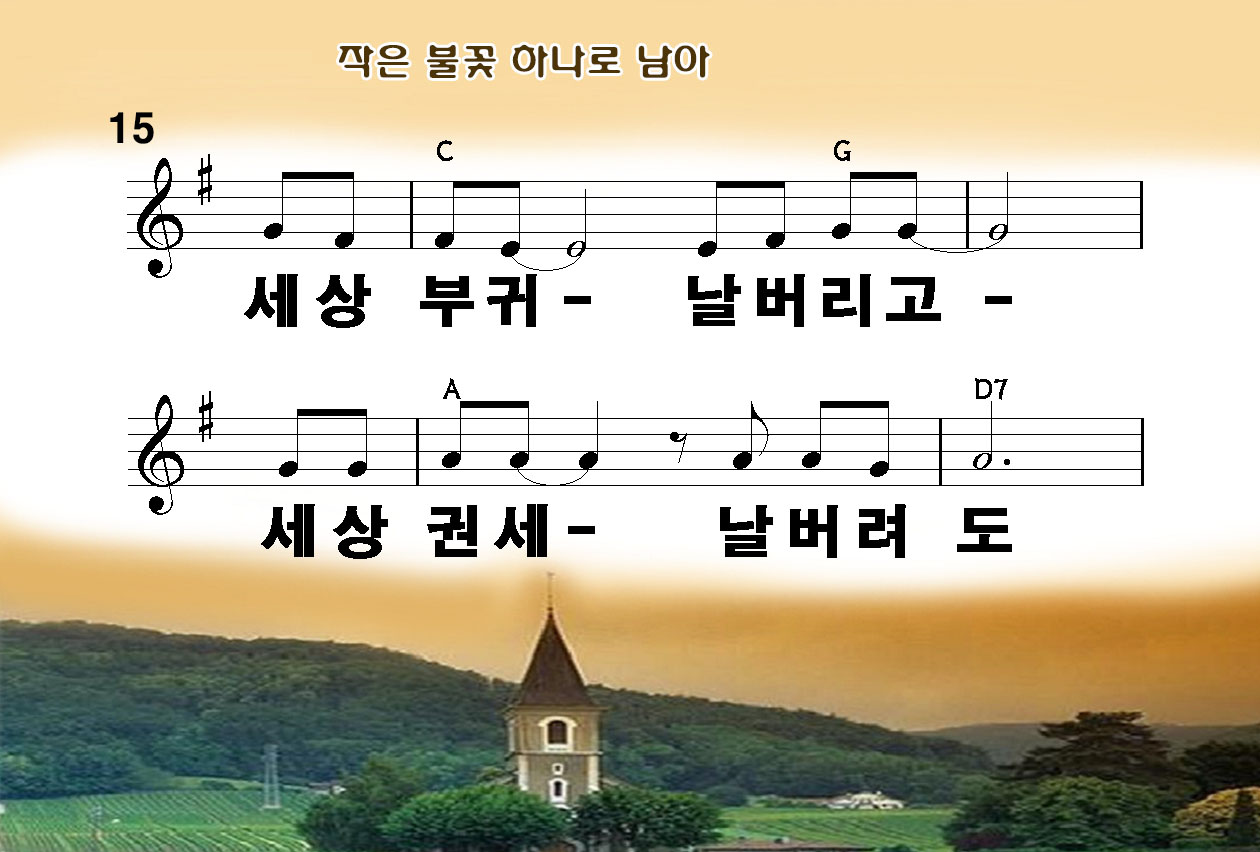 작은 불꽃 하나로 남아
15
C G
세상 부귀- 날버리고 -
A D7
세상 권세- 날버려 도